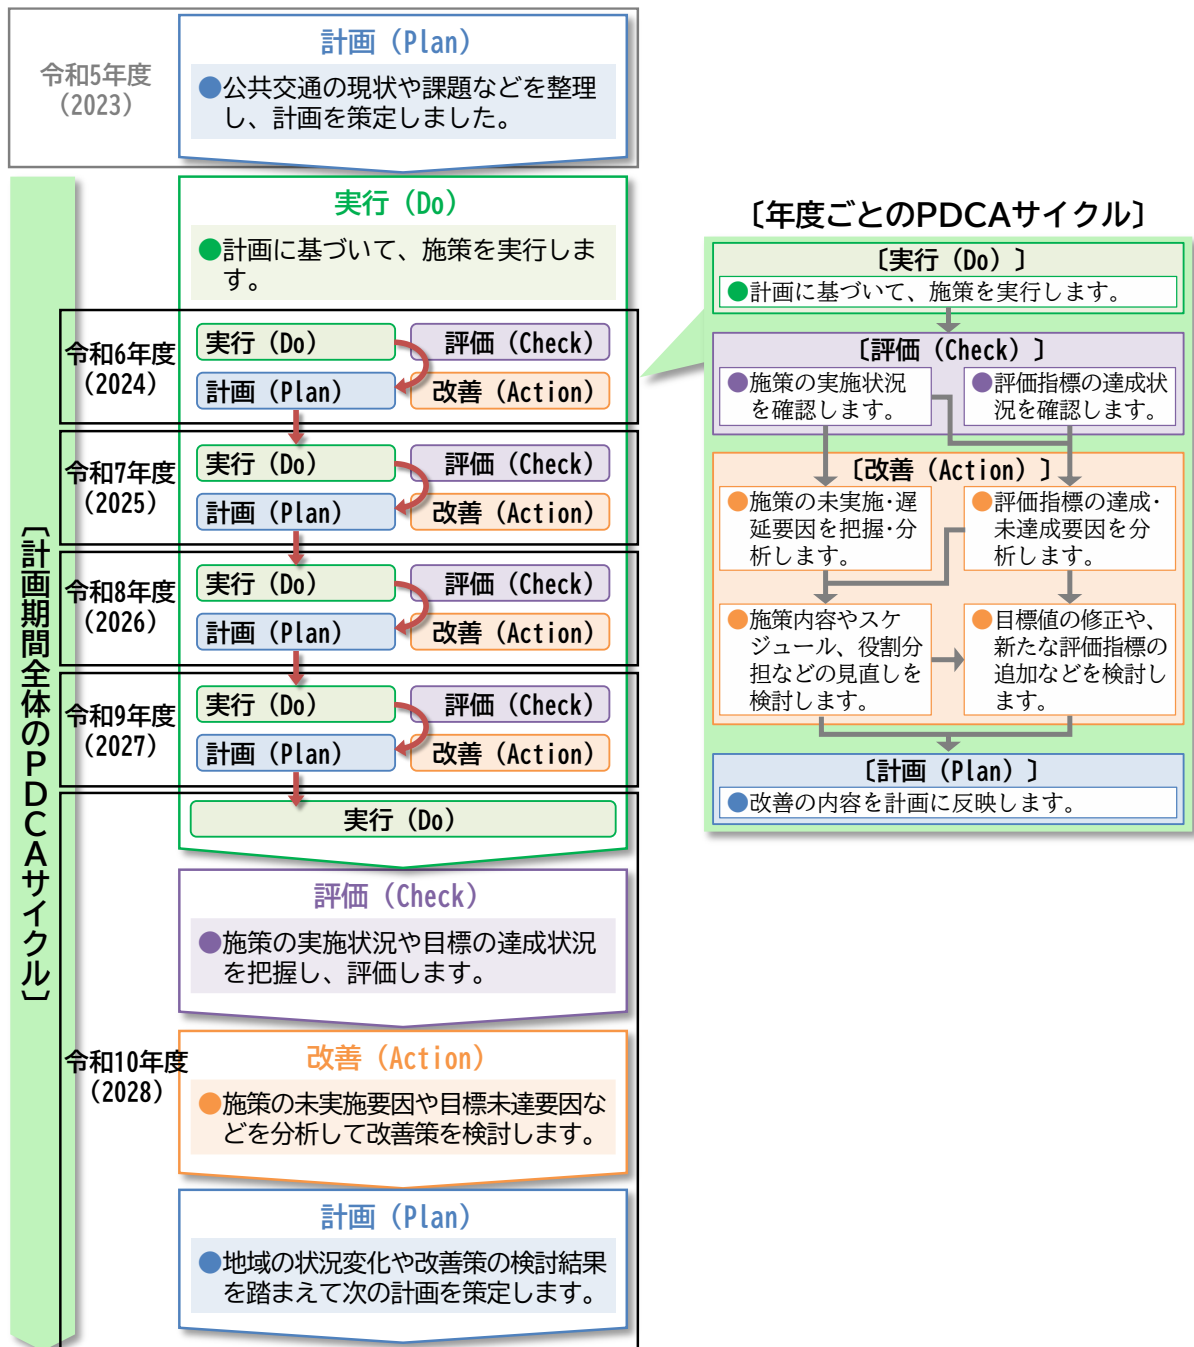 令和5年度
（2023）
計画（Plan）
●公共交通の現状や課題などを整理
し、計画を策定しました。
〔計画期間全体のPDCAサイクル〕
実行（Do）
●計画に基づいて、施策を実行しま
す。
令和6年度
（2024）
実行（Do）
評価（Check）
計画（Plan）
改善（Action）
令和7年度
（2025）
実行（Do）
評価（Check）
計画（Plan）
改善（Action）
令和8年度
（2026）
実行（Do）
評価（Check）
計画（Plan）
改善（Action）
令和9年度
（2027）
実行（Do）
評価（Check）
計画（Plan）
改善（Action）
実行（Do）
令和10年度
（2028）
評価（Check）
●施策の実施状況や目標の達成状況
を把握し、評価します。
改善（Action）
●施策の未実施要因や目標未達要因な
どを分析して改善策を検討します。
計画（Plan）
●地域の状況変化や改善策の検討結果
を踏まえて次の計画を策定します。
〔年度ごとのPDCAサイクル〕
〔実行（Do）〕
●計画に基づいて、施策を実行します。
〔評価（Check）〕
●施策の実施状況
を確認します。
●評価指標の達成状
況を確認します。
〔改善（Action）〕
●施策の未実施・遅
延要因を把握・分
析します。
●評価指標の達成・
未達成要因を分
析します。
●施策内容やスケ
ジュール、役割分
担などの見直しを
検討します。
●目標値の修正や、
新たな評価指標の
追加などを検討し
ます。
〔計画（Plan）〕
●改善の内容を計画に反映します。